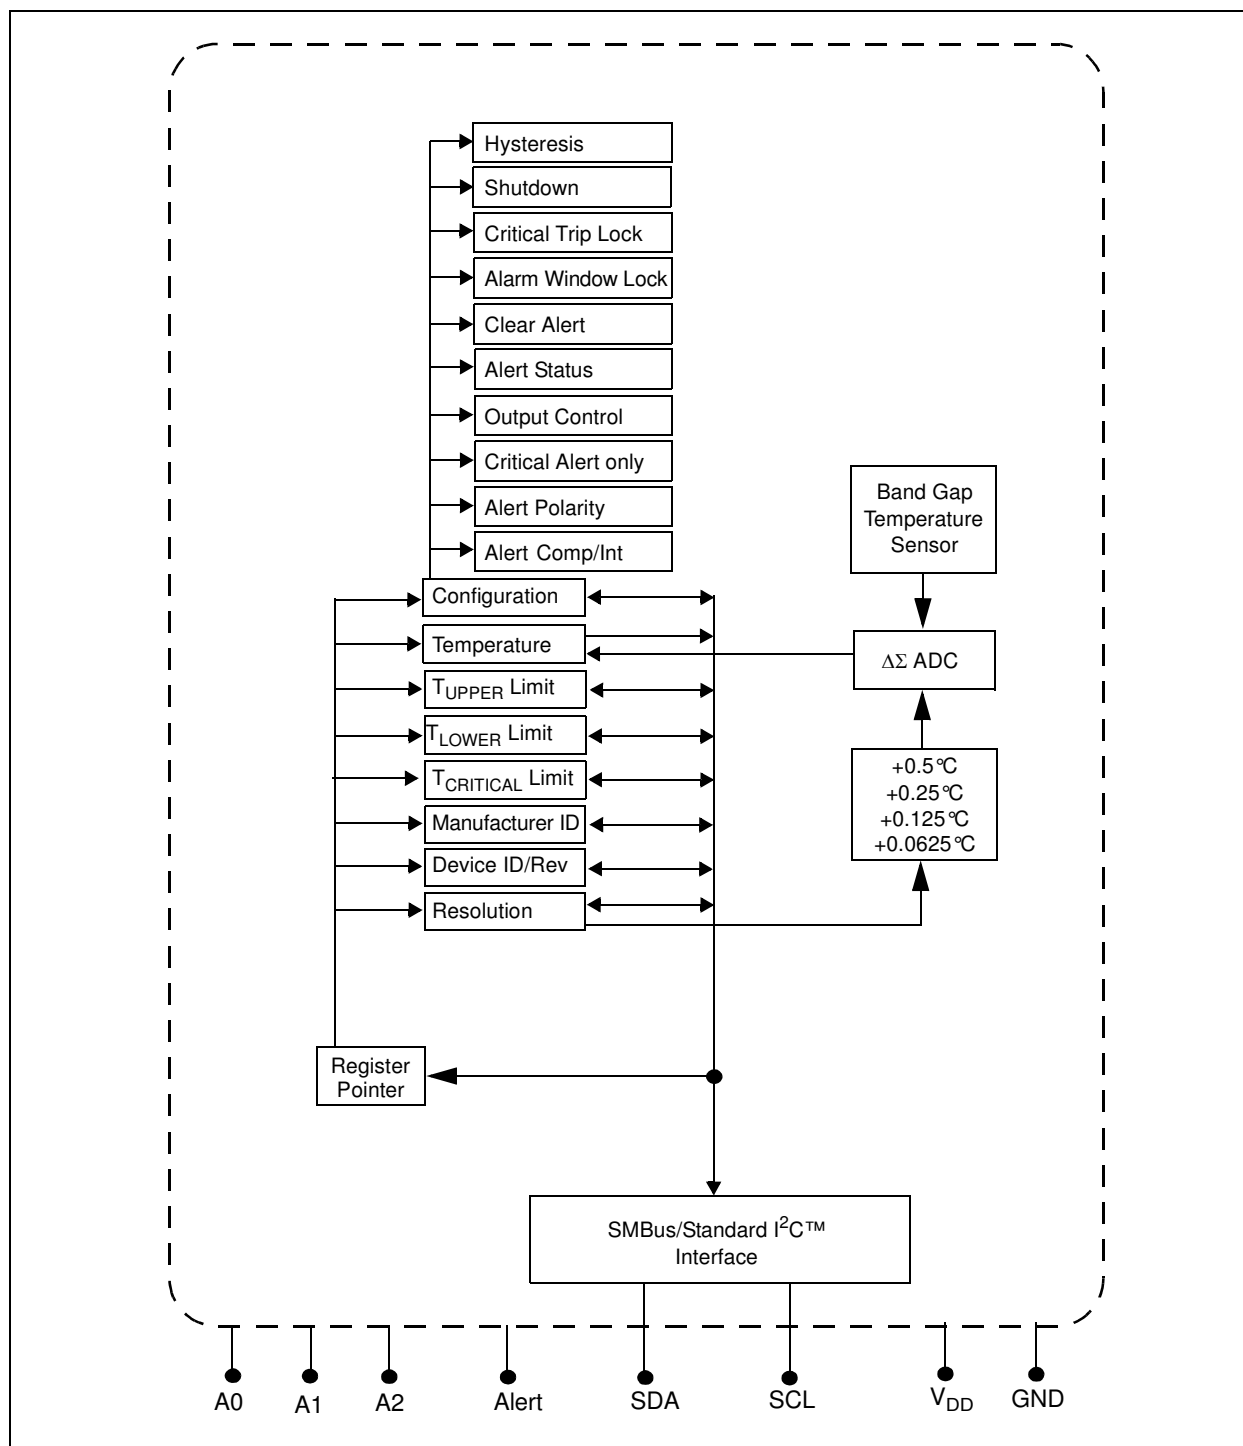 Hysteresis
Shutdown
Critical Trip Lock
Alarm Window Lock
Clear Alert
Alert Status
Output Control
Critical Alert only
Alert Polarity
Alert Comp/Int
Configuration
Temperature
TUPPER Limit
TLOWER Limit
TCRITICAL Limit
Manufacturer ID
Device ID/Rev
Resolution
Band Gap
Temperature
Sensor
ΔΣ ADC
+0.5°C
+0.25°C
+0.125°C
+0.0625°C
Register
Pointer
SMBus/Standard I²C™
Interface
A0 A1 A2 Alert SDA SCL VDD GND